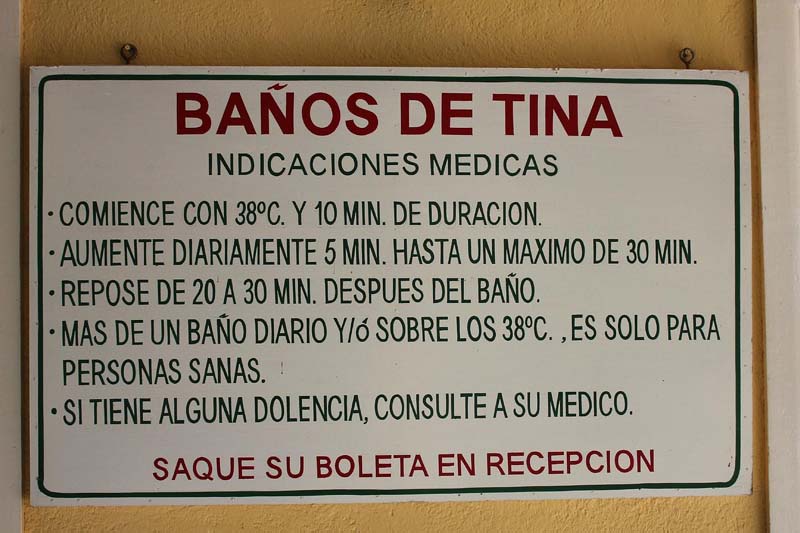 BAÑOS DE TINA
INDICACIONES MEDICAS
· COMIENCE CON 38ºC. Y 10 MIN. DE DURACION.
· AUMENTE DIARIAMENTE 5 MIN. HASTA UN MAXIMO DE 30 MIN.
· REPOSE DE 20 A 30 MIN. DESPUES DEL BAÑO.
· MAS DE UN BAÑO DIARIO Y/ó SOBRE LOS 38ºC. , ES SOLO PARA
PERSONAS SANAS.
· SI TIENE ALGUNA DOLENCIA, CONSULTE A SU MEDICO.
SAQUE SU BOLETA EN RECEPCION